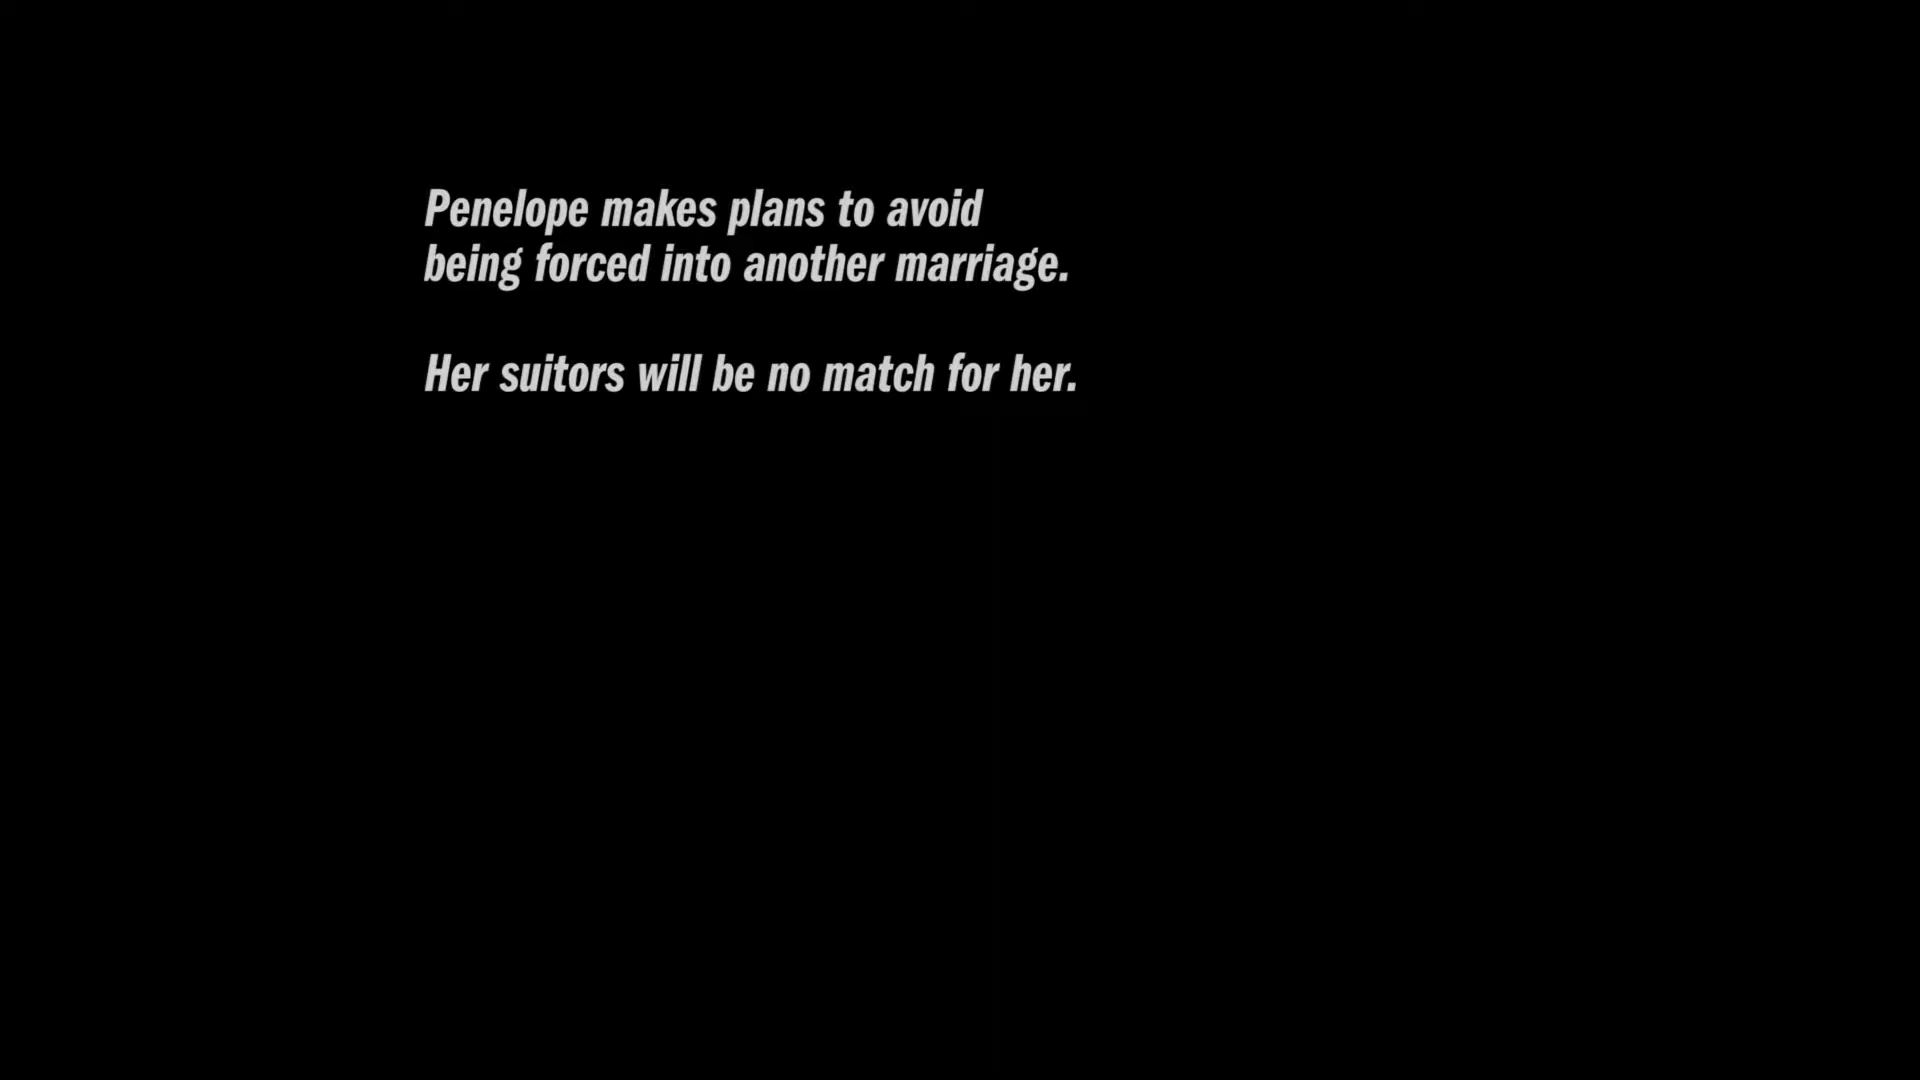 Penelope makes plans to avoid
being forced into another marriage.
Her suitors will be no match for her.